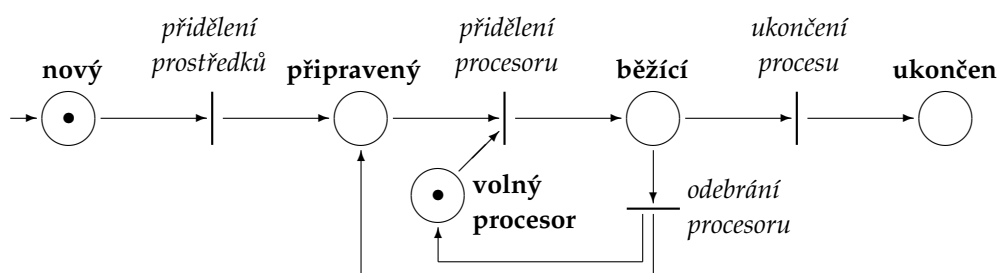 přidělení
prostředků
přidělení
procesoru
ukončení
procesu
nový
připravený
běžící
ukončen
volný
procesor
odebrání
procesoru